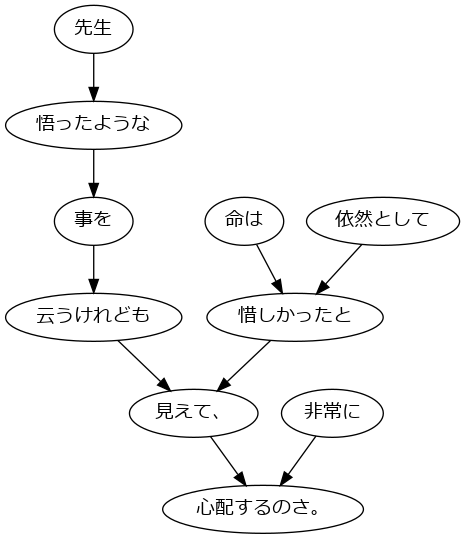 先生
悟ったような
事を
命は
依然として
云うけれども
惜しかったと
見えて、
非常に
心配するのさ。